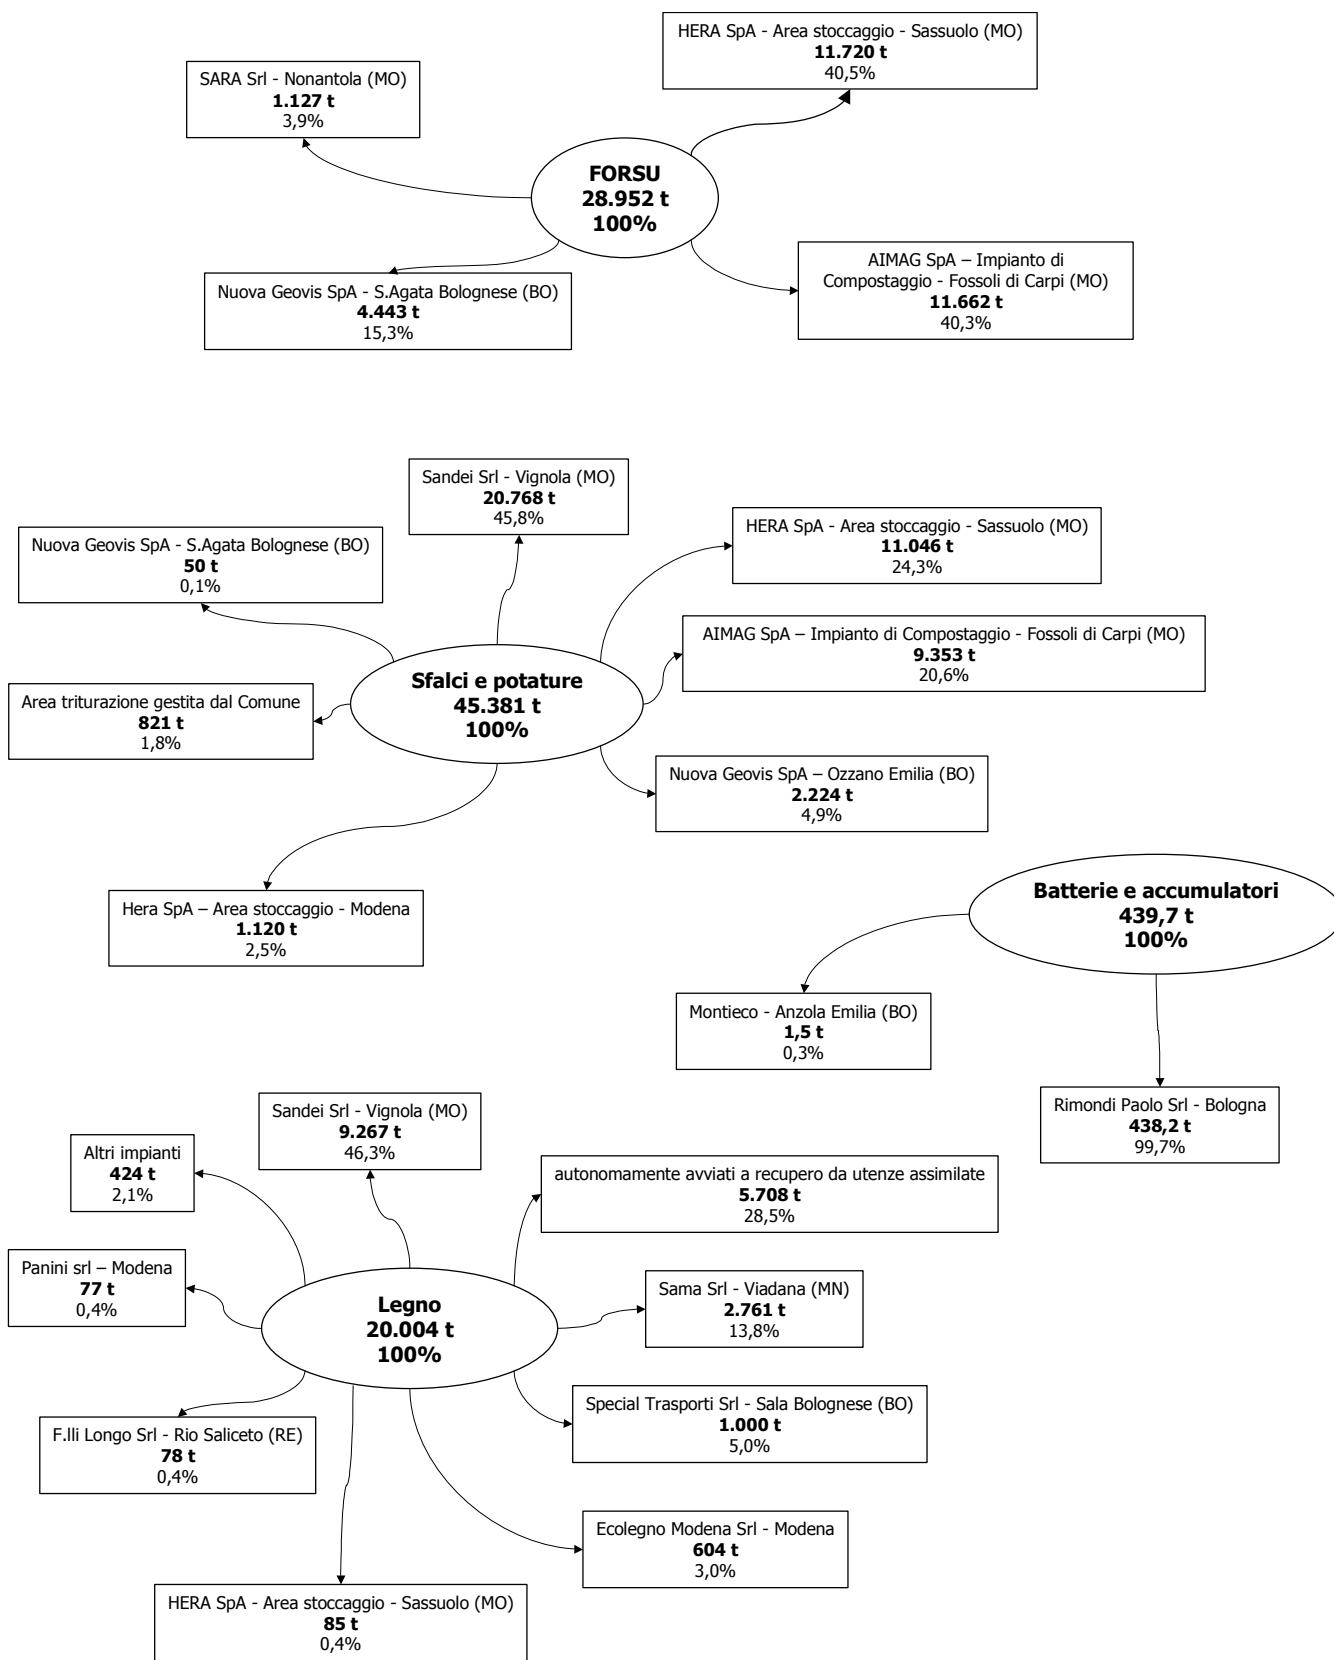 HERA SpA - Area stoccaggio - Sassuolo (MO)
11.720 t
40,5%
SARA Srl - Nonantola (MO)
1.127 t
3,9%
FORSU
28.952 t
100%
AIMAG SpA – Impianto di
Compostaggio - Fossoli di Carpi (MO)
11.662 t
40,3%
Nuova Geovis SpA - S.Agata Bolognese (BO)
4.443 t
15,3%
Sandei Srl - Vignola (MO)
20.768 t
45,8%
HERA SpA - Area stoccaggio - Sassuolo (MO)
11.046 t
24,3%
Nuova Geovis SpA - S.Agata Bolognese (BO)
50 t
0,1%
AIMAG SpA – Impianto di Compostaggio - Fossoli di Carpi (MO)
9.353 t
20,6%
Sfalci e potature
45.381 t
100%
Area triturazione gestita dal Comune
821 t
1,8%
Nuova Geovis SpA – Ozzano Emilia (BO)
2.224 t
4,9%
Hera SpA – Area stoccaggio - Modena
1.120 t
2,5%
Batterie e accumulatori
439,7 t
100%
Montieco - Anzola Emilia (BO)
1,5 t
0,3%
Rimondi Paolo Srl - Bologna
438,2 t
99,7%
Sandei Srl - Vignola (MO)
9.267 t
46,3%
Altri impianti
424 t
2,1%
autonomamente avviati a recupero da utenze assimilate
5.708 t
28,5%
Panini srl – Modena
77 t
0,4%
Legno
20.004 t
100%
Sama Srl - Viadana (MN)
2.761 t
13,8%
Special Trasporti Srl - Sala Bolognese (BO)
1.000 t
5,0%
F.lli Longo Srl - Rio Saliceto (RE)
78 t
0,4%
Ecolegno Modena Srl - Modena
604 t
3,0%
HERA SpA - Area stoccaggio - Sassuolo (MO)
85 t
0,4%